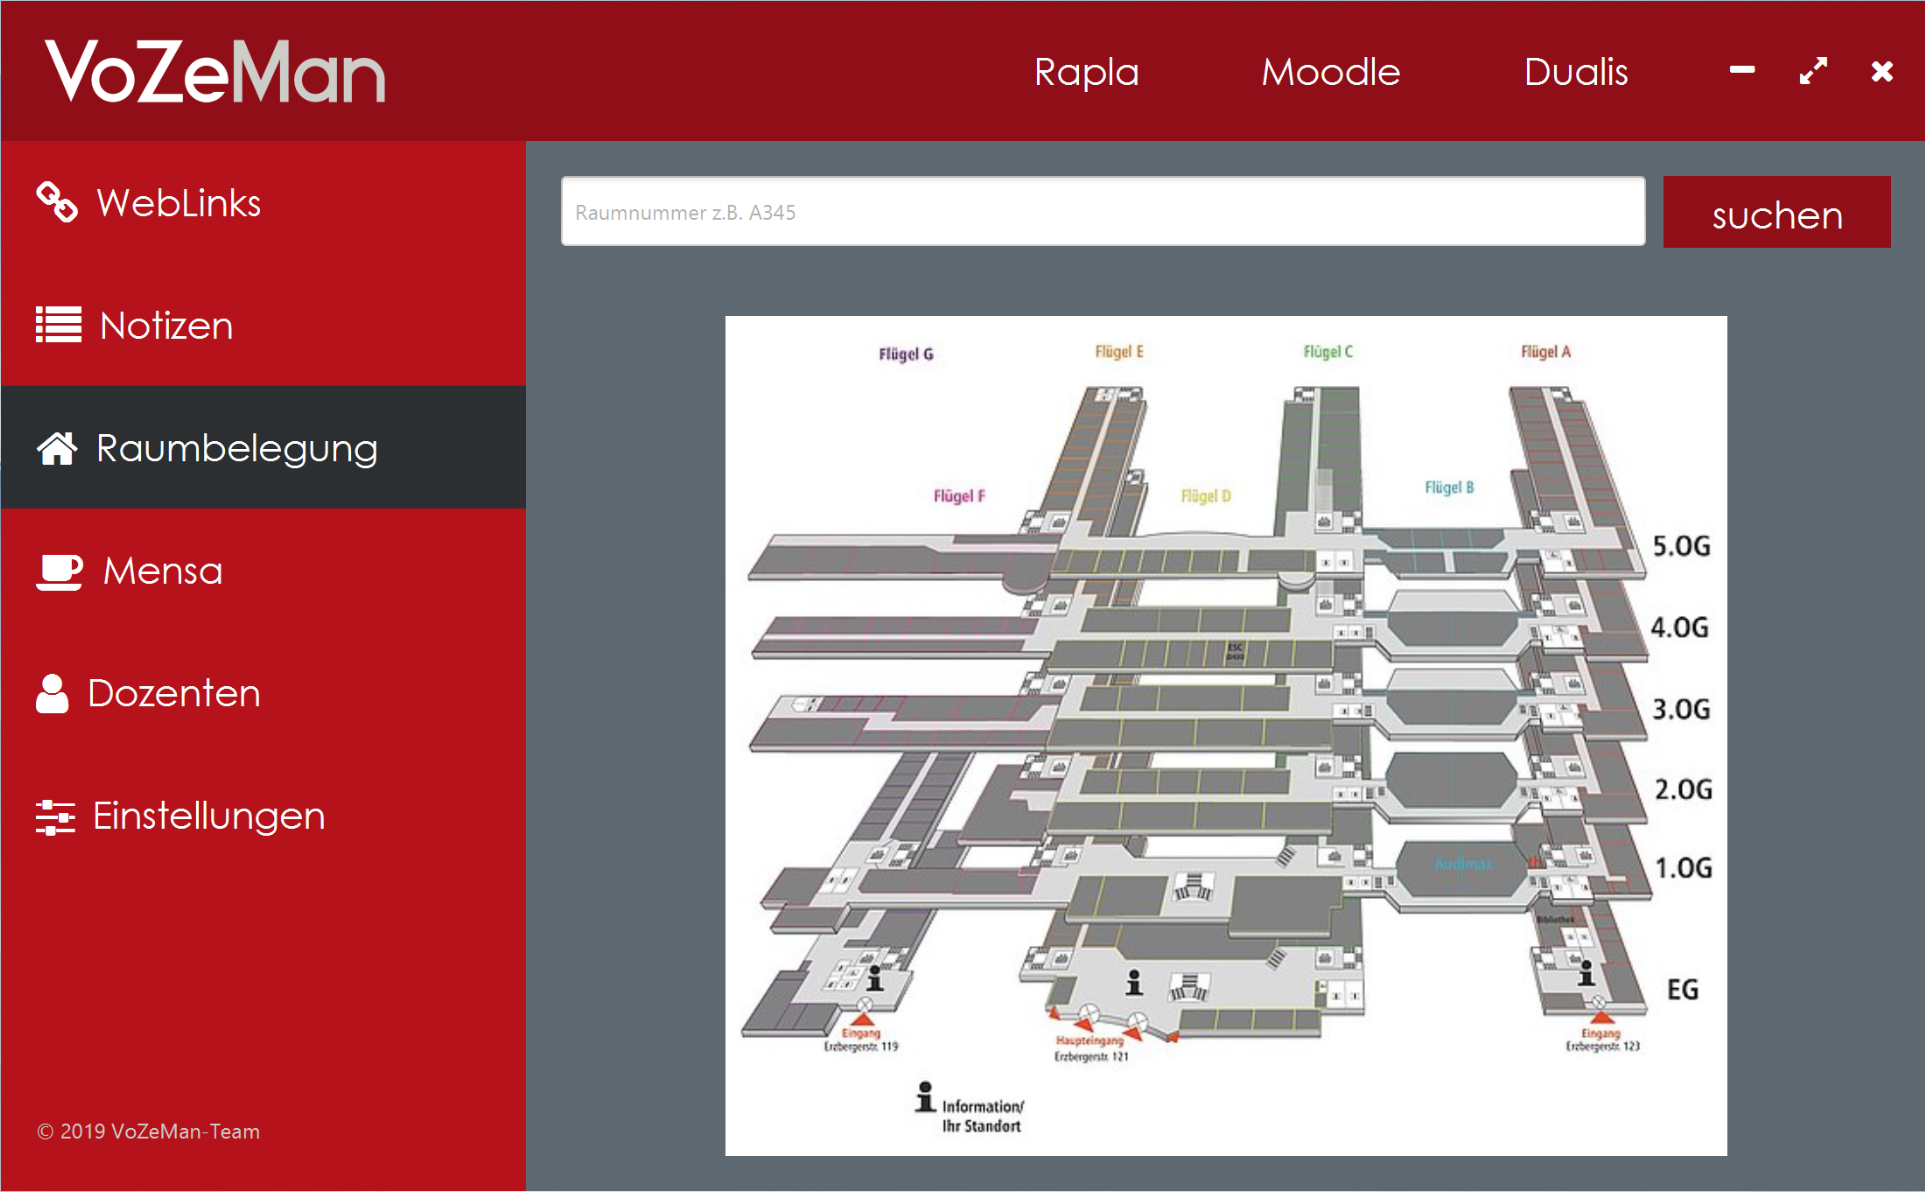 VoZeMan
Rapla
Moodle
Dualis
WebLinks
Notizen
Raumbelegung
Mensa
Dozenten
Einstellungen
© 2019 VoZeMan-Team
Raumnummer z.B. A345
suchen
Flügel G
Flügel E
Flügel C
Flügel A
Flügel F
Flügel D
Flügel B
5.OG
4.OG
ESC
3.OG
2.OG
1.OG
Audimax
Bibliothek
EG
Eingang
Erzbergerstr. 119
Haupteingang
Erzbergerstr. 121
Eingang
Erzbergerstr. 123
Information/
Ihr Standort